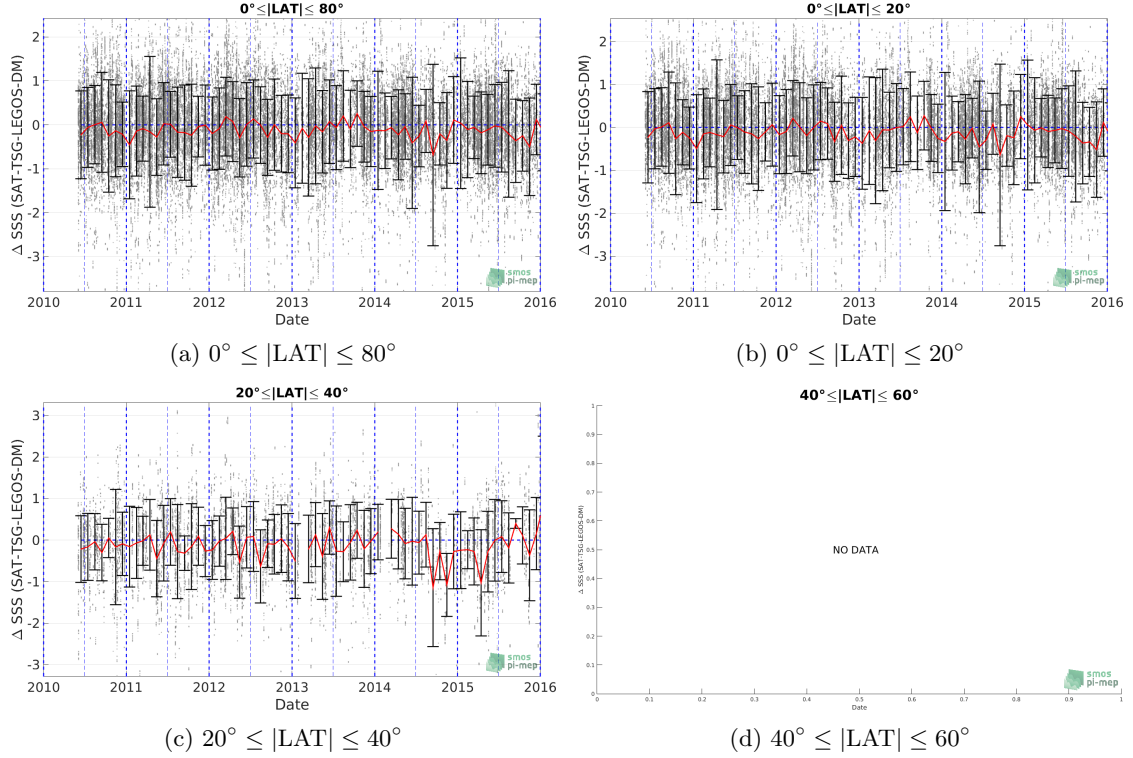 0°≤|LAT|≤ 80°
Δ SSS (SAT-TSG-LEGOS-DM)
2
1
0
-1
-2
-3
2010
2011
2012
2013
2014
2015
2016
Date
smos
pi-mep
(a) 0° ≤ |LAT| ≤ 80°
0°≤|LAT|≤ 20°
Δ SSS (SAT-TSG-LEGOS-DM)
2
1
0
-1
-2
-3
2010
2011
2012
2013
2014
2015
2016
Date
smos
pi-mep
(b) 0° ≤ |LAT| ≤ 20°
20°≤|LAT|≤ 40°
Δ SSS (SAT-TSG-LEGOS-DM)
3
2
1
0
-1
-2
-3
2010
2011
2012
2013
2014
2015
2016
Date
smos
pi-mep
(c) 20° ≤ |LAT| ≤ 40°
40°≤|LAT|≤ 60°
Δ SSS (SAT-TSG-LEGOS-DM)
1
0.9
0.8
0.7
0.6
0.5
0.4
0.3
0.2
0.1
0
NO DATA
0
0.1
0.2
0.3
0.4
0.5
0.6
0.7
0.8
0.9
1
Date
smos
pi-mep
(d) 40° ≤ |LAT| ≤ 60°